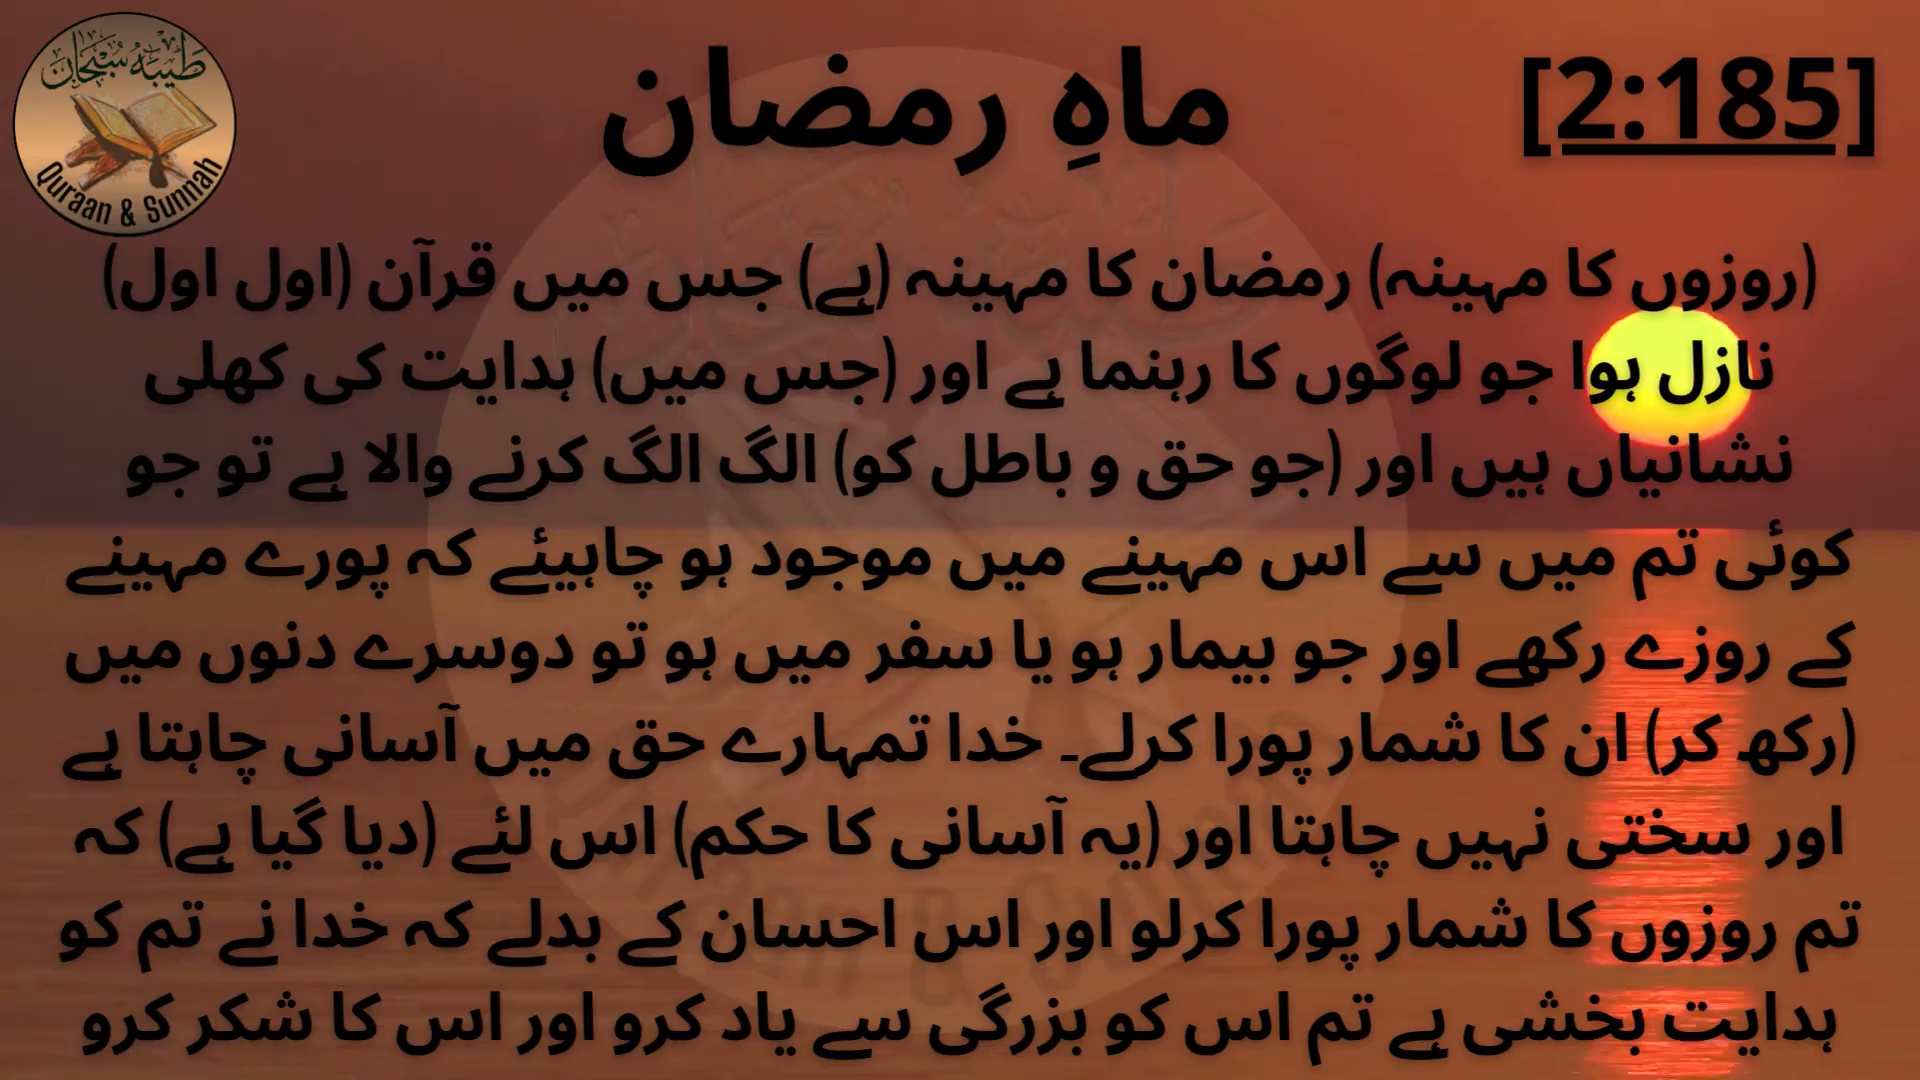 طیبہ سبحان
Quraan & Sunnah
ماہِ رمضان
[2:185]
(روزوں کا مہینہ) رمضان کا مہینہ (ہے) جس میں قرآن (اول اول)
نازل ہوا جو لوگوں کا رہنما ہے اور (جس میں) ہدایت کی کھلی
نشانیاں ہیں اور (جو حق و باطل کو) الگ الگ کرنے والا ہے تو جو
کوئی تم میں سے اس مہینے میں موجود ہو چاہیئے کہ پورے مہینے
کے روزے رکھے اور جو بیمار ہو یا سفر میں ہو تو دوسرے دنوں میں
(رکھ کر) ان کا شمار پورا کرلے۔ خدا تمہارے حق میں آسانی چاہتا ہے
اور سختی نہیں چاہتا اور (یہ آسانی کا حکم) اس لئے (دیا گیا ہے) کہ
تم روزوں کا شمار پورا کرلو اور اس احسان کے بدلے کہ خدا نے تم کو
ہدایت بخشی ہے تم اس کو بزرگی سے یاد کرو اور اس کا شکر کرو